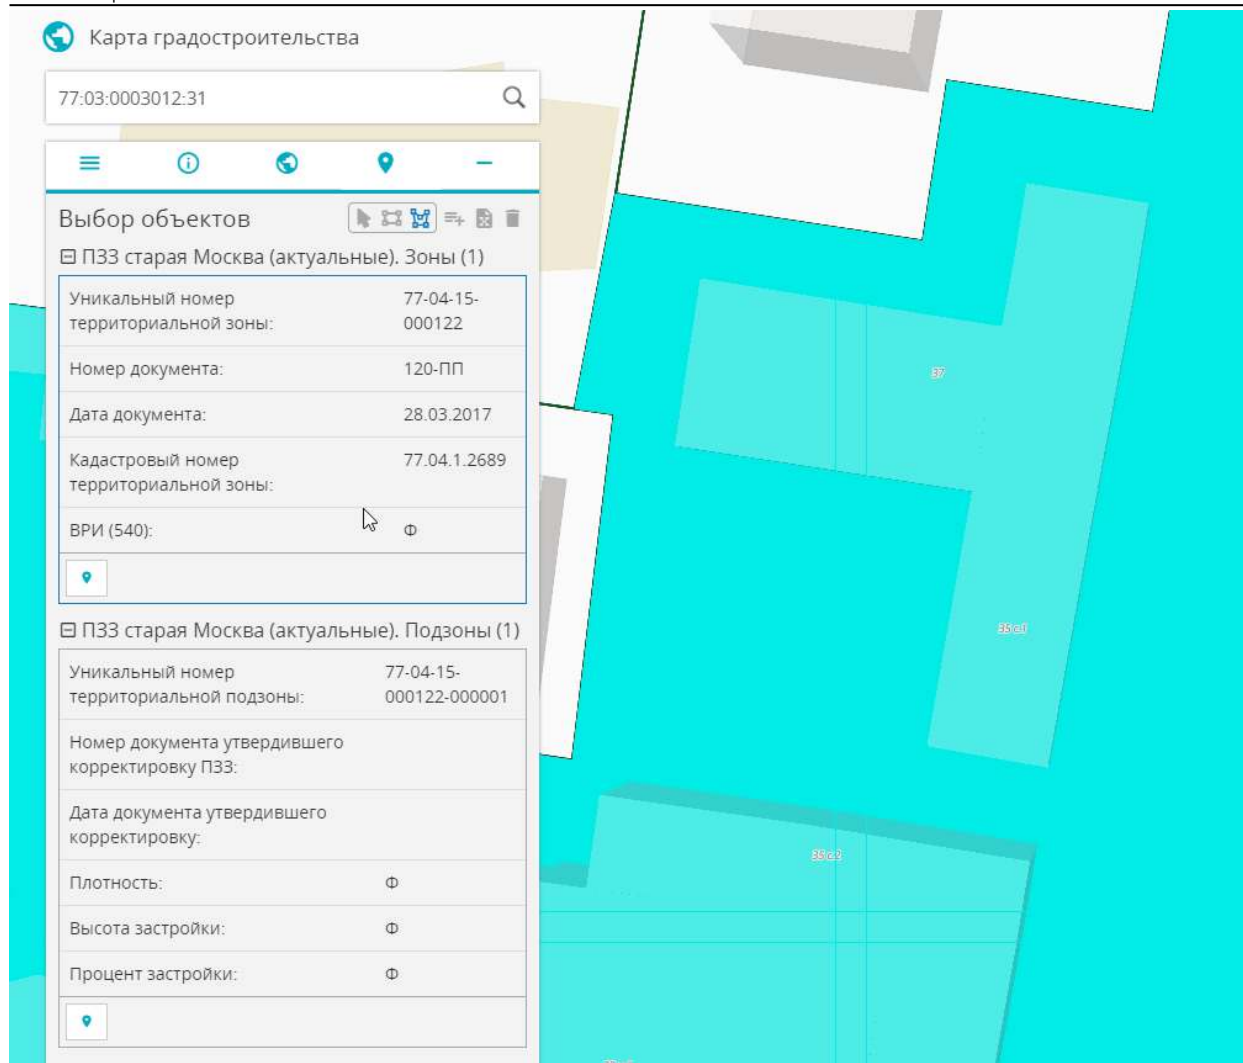 Карта градостроительства
77:03:0003012:31
Выбор объектов
ПЗЗ старая Москва (актуальные). Зоны (1)
Уникальный номер территориальной зоны: 77-04-15-000122
Номер документа: 120-ПП
Дата документа: 28.03.2017
Кадастровый номер территориальной зоны: 77.04.1.2689
ВРИ (540): Ф
ПЗЗ старая Москва (актуальные). Подзоны (1)
Уникальный номер территориальной подзоны: 77-04-15-000122-000001
Номер документа утвердившего корректировку ПЗЗ:
Дата документа утвердившего корректировку:
Плотность: Ф
Высота застройки: Ф
Процент застройки: Ф
37
35 с.1
35 с.2